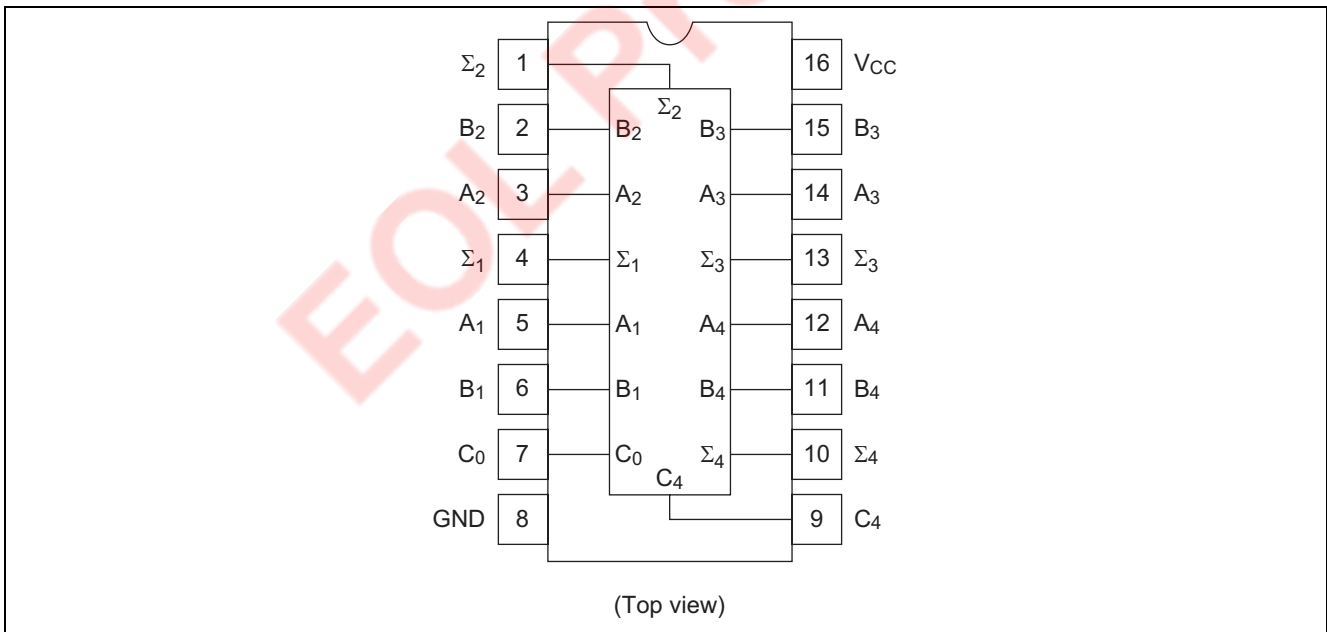 EOL Pr
Σ2 1 16 VCC
Σ2
B2 2 B2 B3 15 B3
A2 3 A2 A3 14 A3
Σ1 4 Σ1 Σ3 13 Σ3
A1 5 A1 A4 12 A4
B1 6 B1 B4 11 B4
C0 7 C0 Σ4 10 Σ4
C4
GND 8 9 C4
(Top view)